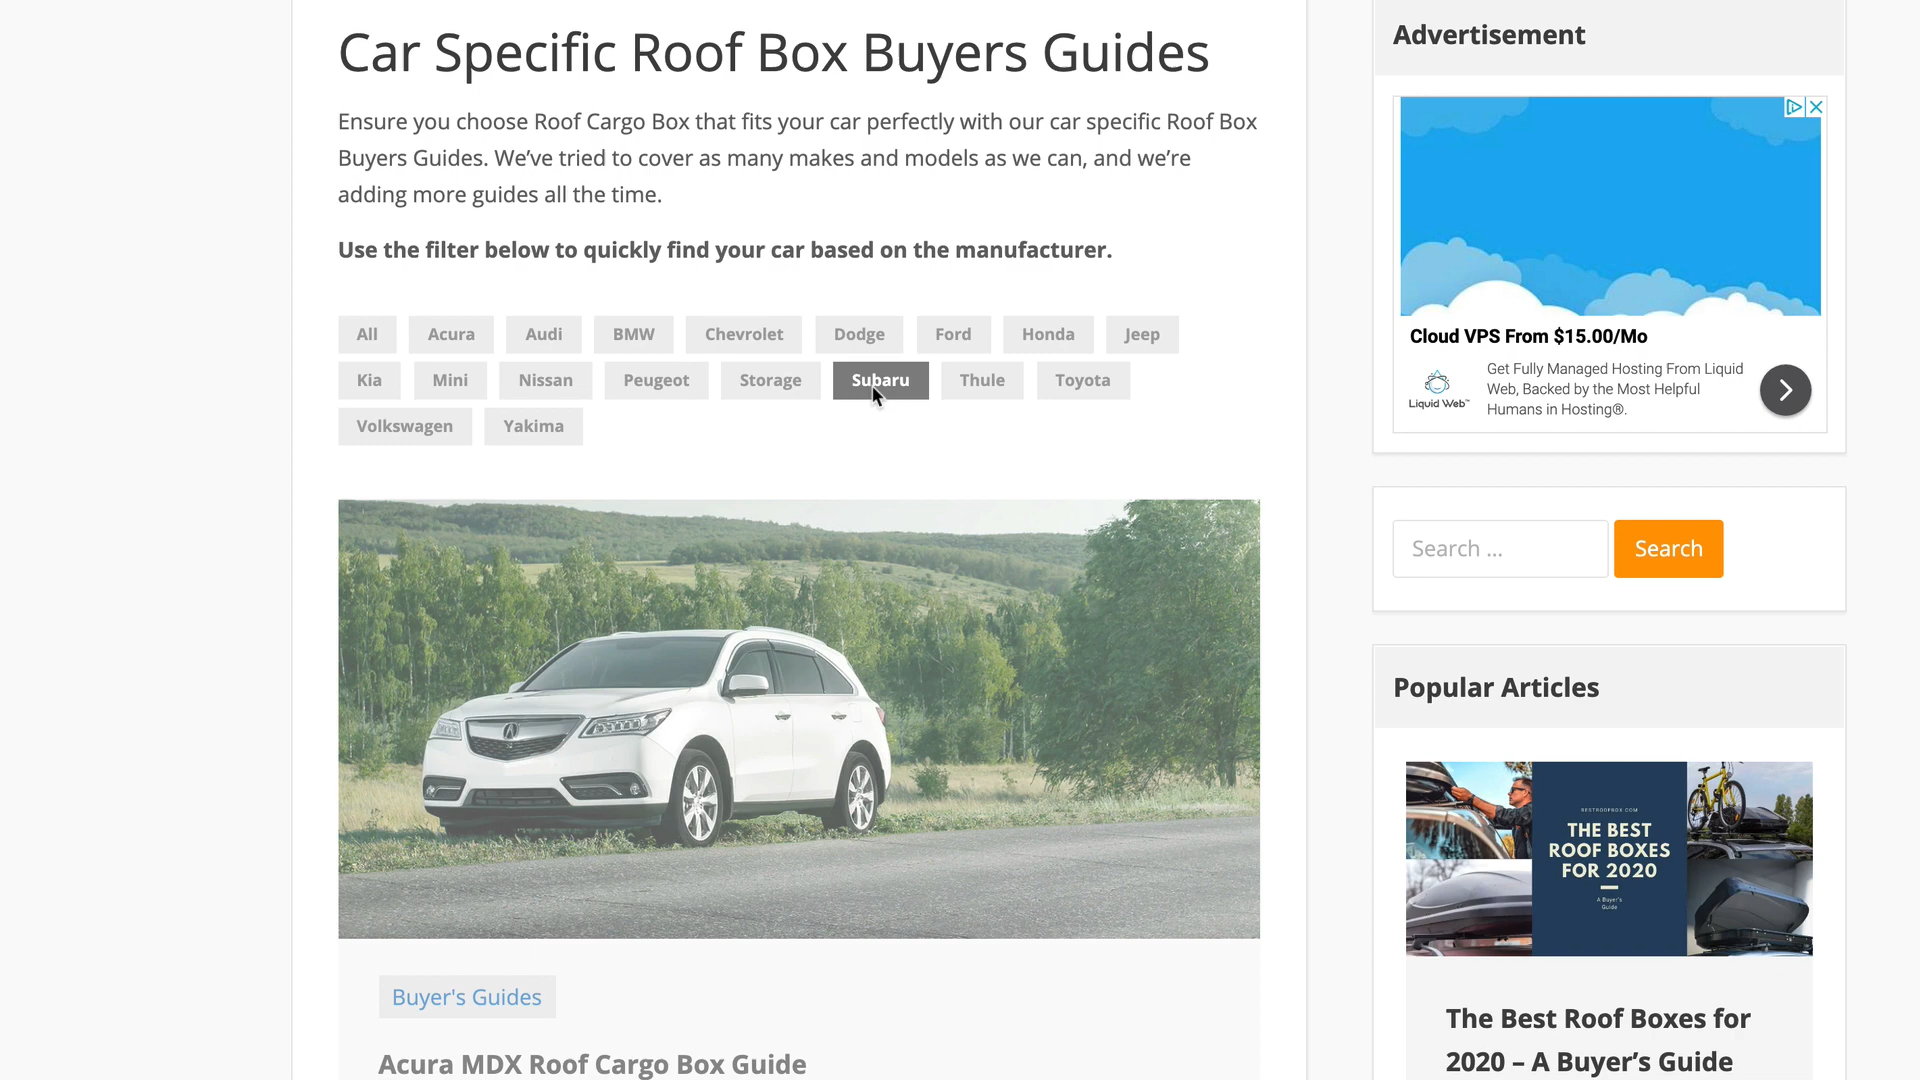 Car Specific Roof Box Buyers Guides
Ensure you choose Roof Cargo Box that fits your car perfectly with our car specific Roof Box
Buyers Guides. We’ve tried to cover as many makes and models as we can, and we’re
adding more guides all the time.
Use the filter below to quickly find your car based on the manufacturer.
All Acura Audi BMW Chevrolet Dodge Ford Honda Jeep
Kia Mini Nissan Peugeot Storage Subaru Thule Toyota
Volkswagen Yakima
Buyer's Guides
Acura MDX Roof Cargo Box Guide
Advertisement
Cloud VPS From $15.00/Mo
Get Fully Managed Hosting From Liquid
Web, Backed by the Most Helpful
Humans in Hosting®.
Liquid Web™
Search ... Search
Popular Articles
BESTROOFBOX.COM
THE BEST
ROOF BOXES
FOR 2020
A Buyer's
Guide
The Best Roof Boxes for
2020 – A Buyer’s Guide